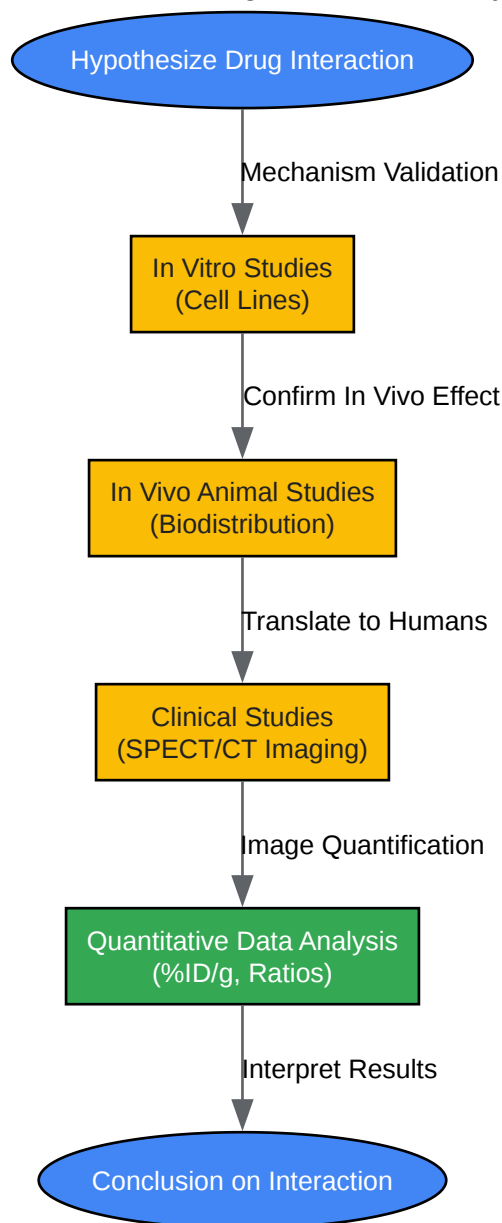 Hypothesize Drug Interaction
Mechanism Validation
In Vitro Studies
(Cell Lines)
Confirm In Vivo Effect
In Vivo Animal Studies
(Biodistribution)
Translate to Humans
Clinical Studies
(SPECT/CT Imaging)
Image Quantification
Quantitative Data Analysis
(%ID/g, Ratios)
Interpret Results
Conclusion on Interaction